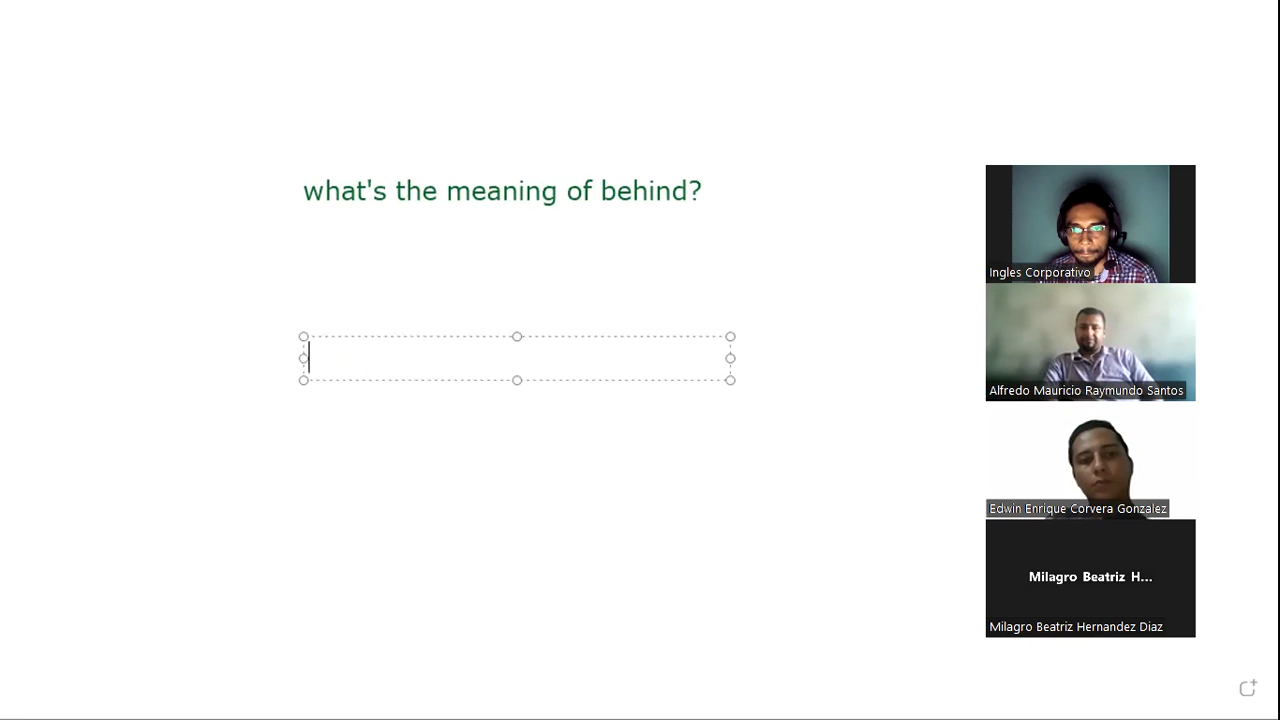 what's the meaning of behind?
Ingles Corporativo
Alfredo Mauricio Raymundo Santos
Edwin Enrique Corvera Gonzalez
Milagro Beatriz H...
Milagro Beatriz Hernandez Diaz